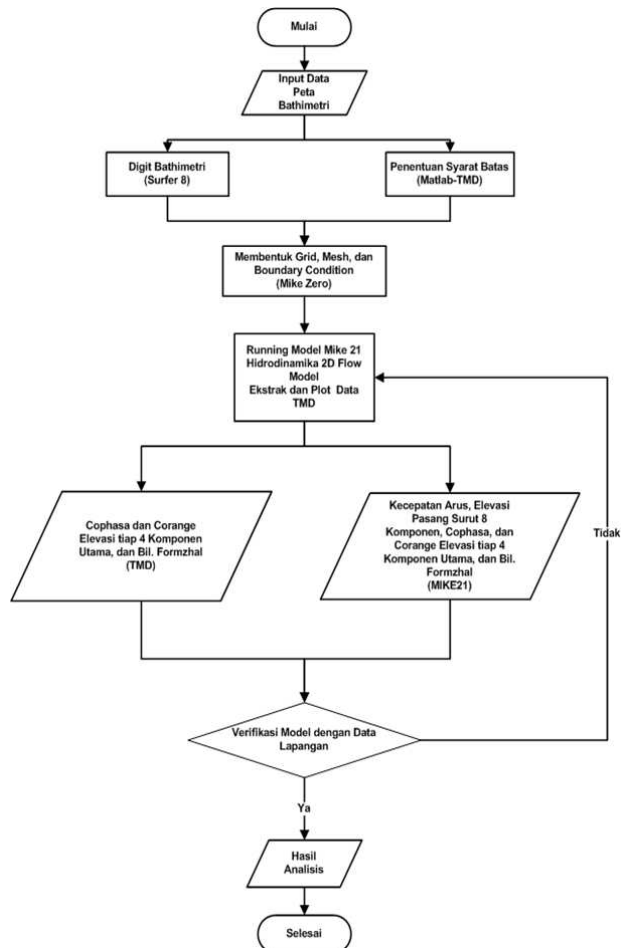 Mulai
Input Data
Peta
Bathimetri
Digit Bathimetri
(Surfer 8)
Penentuan Syarat Batas
(Matlab-TMD)
Membentuk Grid, Mesh, dan
Boundary Condition
(Mike Zero)
Running Model Mike 21
Hidrodinamika 2D Flow
Model
Ekstrak dan Plot Data
TMD
Cophasa dan Corange
Elevasi tiap 4 Komponen
Utama, dan Bil. Formzhal
(TMD)
Kecepatan Arus, Elevasi
Pasang Surut 8
Komponen, Cophasa, dan
Corange Elevasi tiap 4
Komponen Utama, dan Bil.
Formzhal
(MIKE21)
Tidak
Verifikasi Model dengan Data
Lapangan
Ya
Hasil
Analisis
Selesai